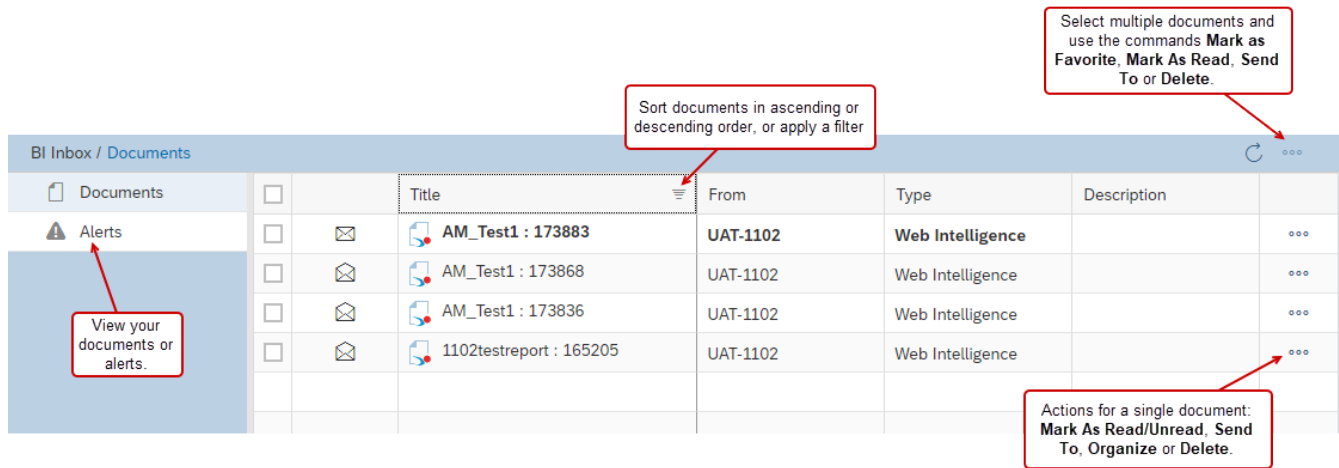 Select multiple documents and
use the commands Mark as
Favorite, Mark As Read, Send
To or Delete.
Sort documents in ascending or
descending order, or apply a filter
BI Inbox / Documents
Documents
Alerts
View your
documents or
alerts.
Title From Type Description
AM_Test1 : 173883 UAT-1102 Web Intelligence
AM_Test1 : 173868 UAT-1102 Web Intelligence
AM_Test1 : 173836 UAT-1102 Web Intelligence
1102testreport : 165205 UAT-1102 Web Intelligence
Actions for a single document:
Mark As Read/Unread, Send
To, Organize or Delete.